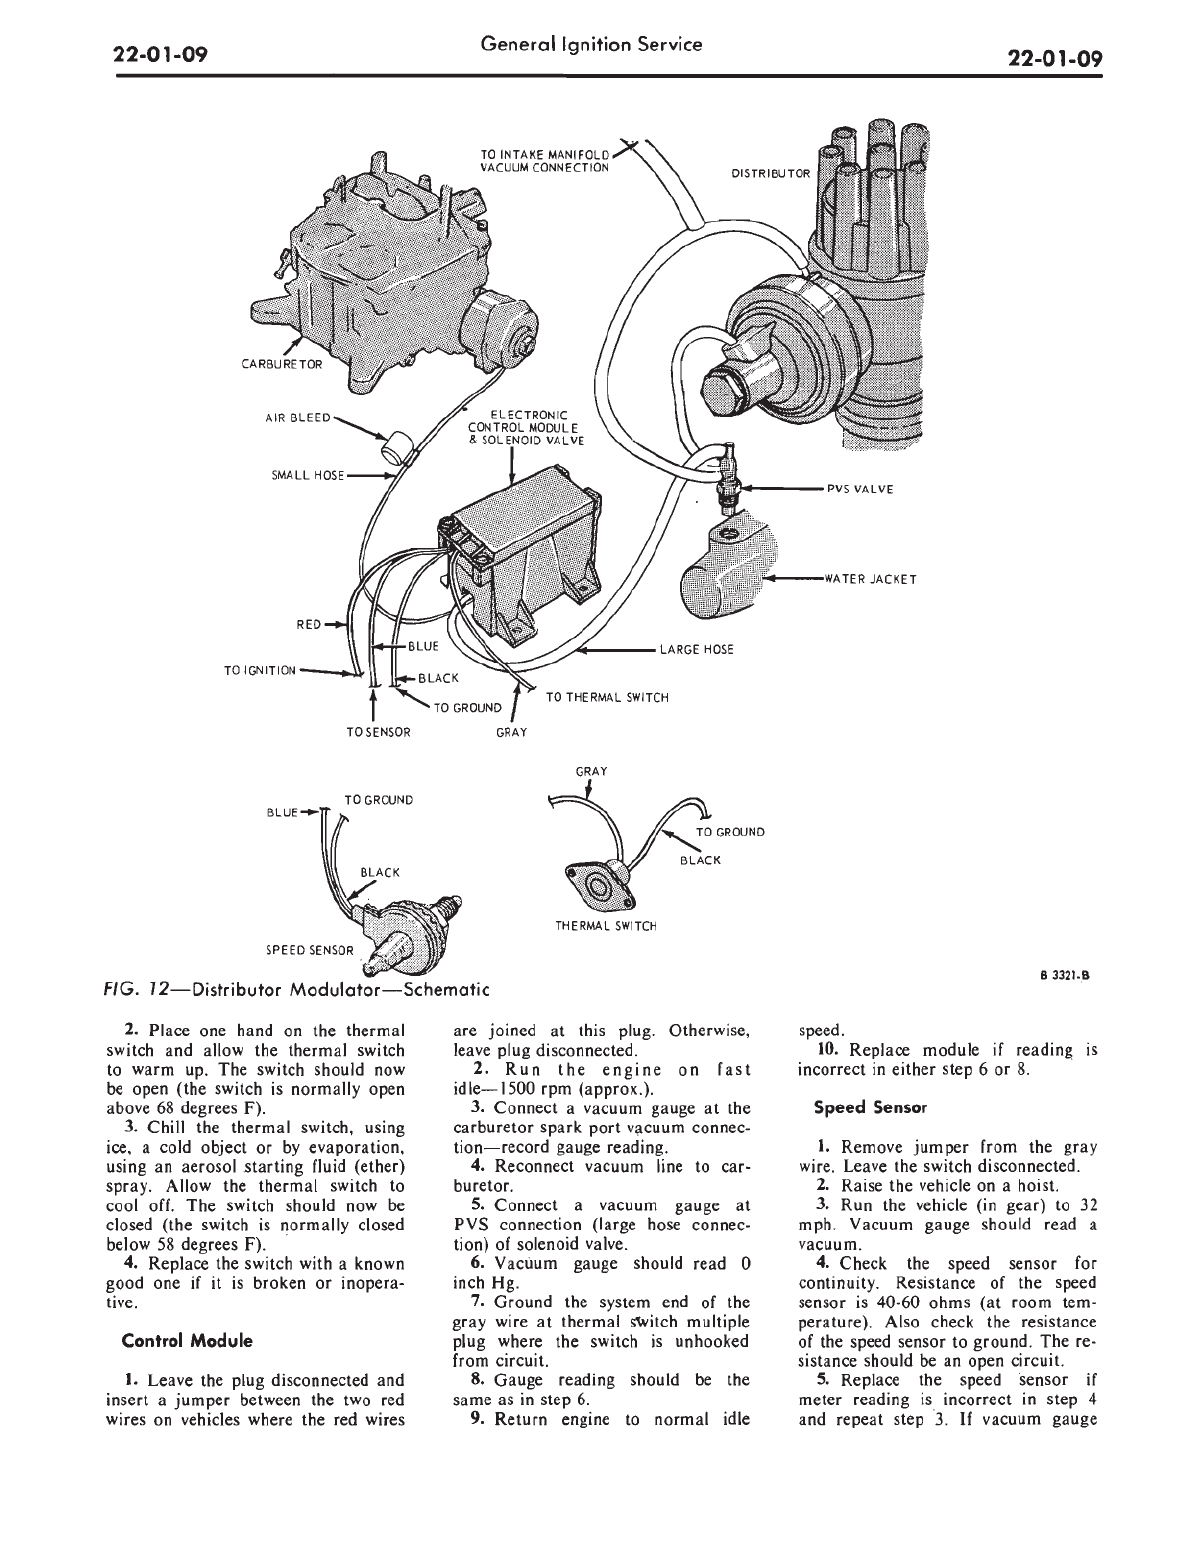 22-01-09
General Ignition Service
22-01-09
TO INTAKE MANIFOLD
VACUUM CONNECTION
DISTRIBUTOR
CARBURETOR
AIR BLEED
ELECTRONIC
CONTROL MODULE
& SOLENOID VALVE
SMALL HOSE
PVS VALVE
WATER JACKET
RED
BLUE
LARGE HOSE
TO IGNITION
BLACK
TO THERMAL SWITCH
TO GROUND
TO SENSOR
GRAY
GRAY
TO GROUND
BLUE
TO GROUND
BLACK
BLACK
THERMAL SWITCH
SPEED SENSOR
B 3321-B
FIG. 12—Distributor Modulator—Schematic
2. Place one hand on the thermal
switch and allow the thermal switch
to warm up. The switch should now
be open (the switch is normally open
above 68 degrees F).
3. Chill the thermal switch, using
ice, a cold object or by evaporation,
using an aerosol starting fluid (ether)
spray. Allow the thermal switch to
cool off. The switch should now be
closed (the switch is normally closed
below 58 degrees F).
4. Replace the switch with a known
good one if it is broken or inopera-
tive.
Control Module
1. Leave the plug disconnected and
insert a jumper between the two red
wires on vehicles where the red wires
are joined at this plug. Otherwise,
leave plug disconnected.
2. Run the engine on fast
idle—1500 rpm (approx.).
3. Connect a vacuum gauge at the
carburetor spark port vacuum connec-
tion—record gauge reading.
4. Reconnect vacuum line to car-
buretor.
5. Connect a vacuum gauge at
PVS connection (large hose connec-
tion) of solenoid valve.
6. Vacuum gauge should read 0
inch Hg.
7. Ground the system end of the
gray wire at thermal switch multiple
plug where the switch is unhooked
from circuit.
8. Gauge reading should be the
same as in step 6.
9. Return engine to normal idle
speed.
10. Replace module if reading is
incorrect in either step 6 or 8.
Speed Sensor
1. Remove jumper from the gray
wire. Leave the switch disconnected.
2. Raise the vehicle on a hoist.
3. Run the vehicle (in gear) to 32
mph. Vacuum gauge should read a
vacuum.
4. Check the speed sensor for
continuity. Resistance of the speed
sensor is 40-60 ohms (at room tem-
perature). Also check the resistance
of the speed sensor to ground. The re-
sistance should be an open circuit.
5. Replace the speed sensor if
meter reading is incorrect in step 4
and repeat step 3. If vacuum gauge